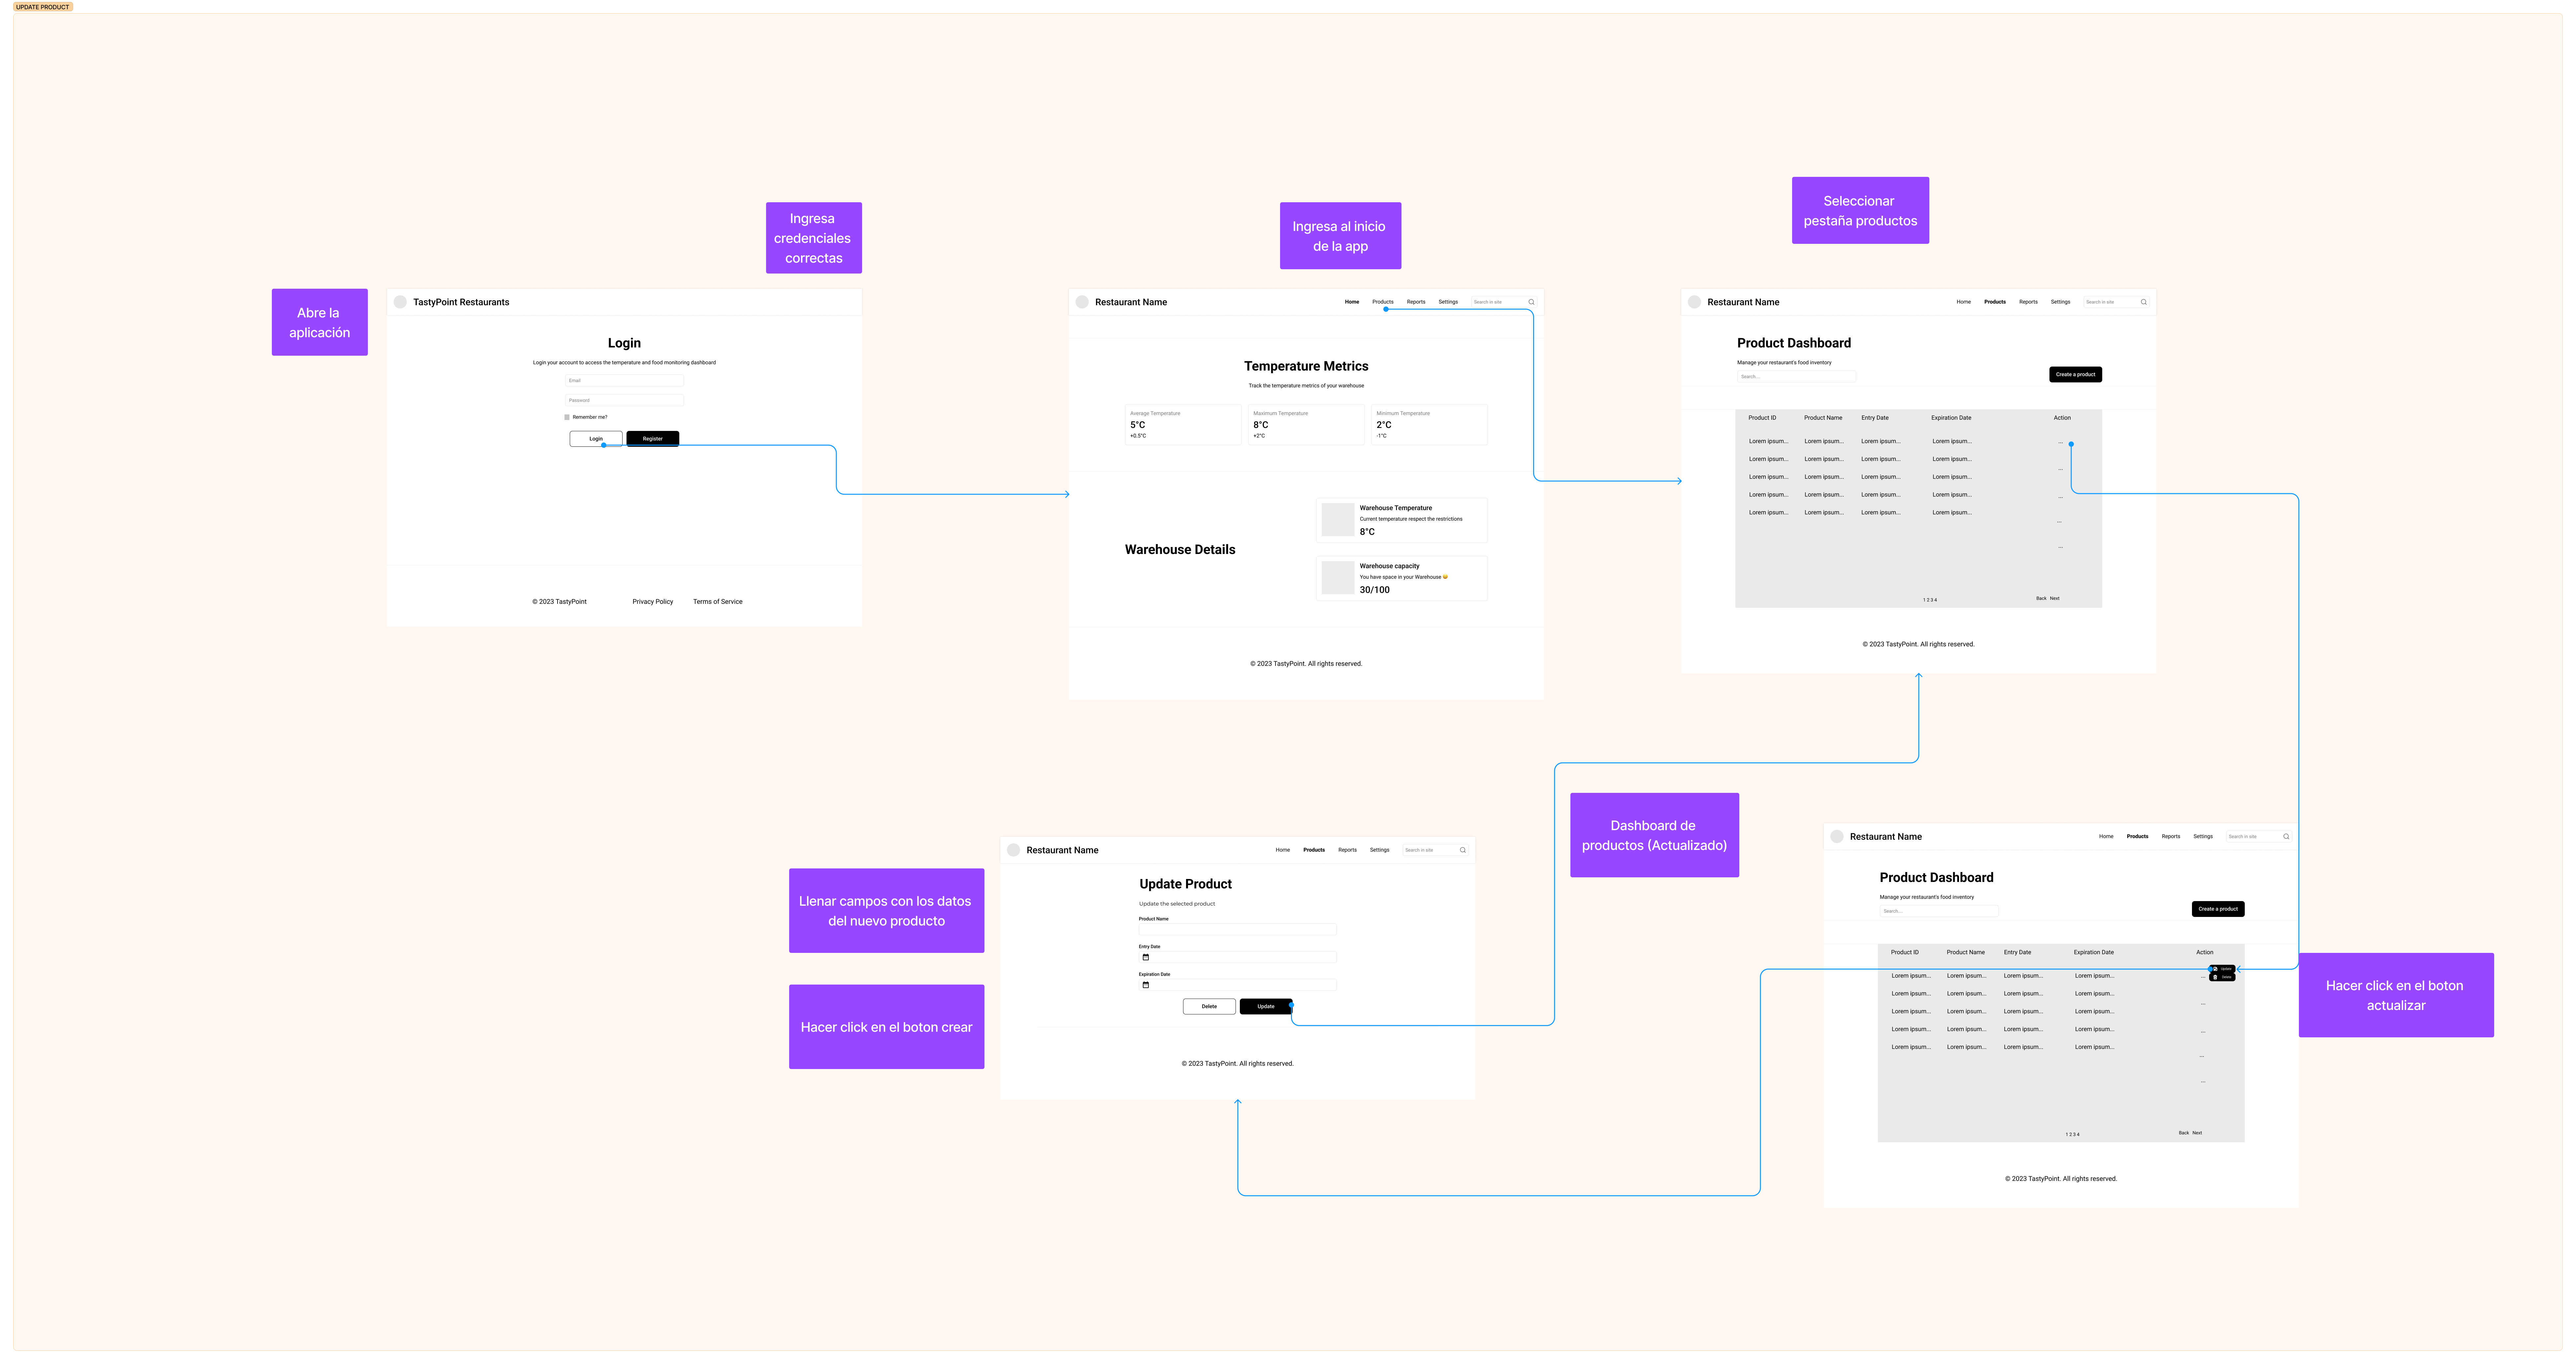 UPDATE PRODUCT
Abre la
aplicación
Ingresa
credenciales
correctas
TastyPoint Restaurants
Login
Login your account to access the temperature and food monitoring dashboard
Email
Password
Remember me?
Login
Register
© 2023 TastyPoint
Privacy Policy
Terms of Service
Ingresa al inicio
de la app
Restaurant Name
Home
Products
Reports
Settings
Search in site
Temperature Metrics
Track the temperature metrics of your warehouse
Average Temperature
5°C
+0.5°C
Maximum Temperature
8°C
+2°C
Minimum Temperature
2°C
-1°C
Warehouse Details
Warehouse Temperature
Current temperature respect the restrictions
8°C
Warehouse capacity
You have space in your Warehouse 😄
30/100
© 2023 TastyPoint. All rights reserved.
Seleccionar
pestaña productos
Restaurant Name
Home
Products
Reports
Settings
Search in site
Product Dashboard
Manage your restaurant's food inventory
Search...
Create a product
Product ID Product Name Entry Date Expiration Date Action
Lorem ipsum... Lorem ipsum... Lorem ipsum... Lorem ipsum... ...
Lorem ipsum... Lorem ipsum... Lorem ipsum... Lorem ipsum... ...
Lorem ipsum... Lorem ipsum... Lorem ipsum... Lorem ipsum... ...
Lorem ipsum... Lorem ipsum... Lorem ipsum... Lorem ipsum... ...
Lorem ipsum... Lorem ipsum... Lorem ipsum... Lorem ipsum... ...
1 2 3 4
Back Next
© 2023 TastyPoint. All rights reserved.
Hacer click en el boton
actualizar
Restaurant Name
Home
Products
Reports
Settings
Search in site
Product Dashboard
Manage your restaurant's food inventory
Search...
Create a product
Product ID Product Name Entry Date Expiration Date Action
Update
Delete
Lorem ipsum... Lorem ipsum... Lorem ipsum... Lorem ipsum... ...
Lorem ipsum... Lorem ipsum... Lorem ipsum... Lorem ipsum... ...
Lorem ipsum... Lorem ipsum... Lorem ipsum... Lorem ipsum... ...
Lorem ipsum... Lorem ipsum... Lorem ipsum... Lorem ipsum... ...
Lorem ipsum... Lorem ipsum... Lorem ipsum... Lorem ipsum... ...
1 2 3 4
Back Next
© 2023 TastyPoint. All rights reserved.
Llenar campos con los datos
del nuevo producto
Hacer click en el boton crear
Restaurant Name
Home
Products
Reports
Settings
Search in site
Update Product
Update the selected product
Product Name
Entry Date
Expiration Date
Delete
Update
© 2023 TastyPoint. All rights reserved.
Dashboard de
productos (Actualizado)